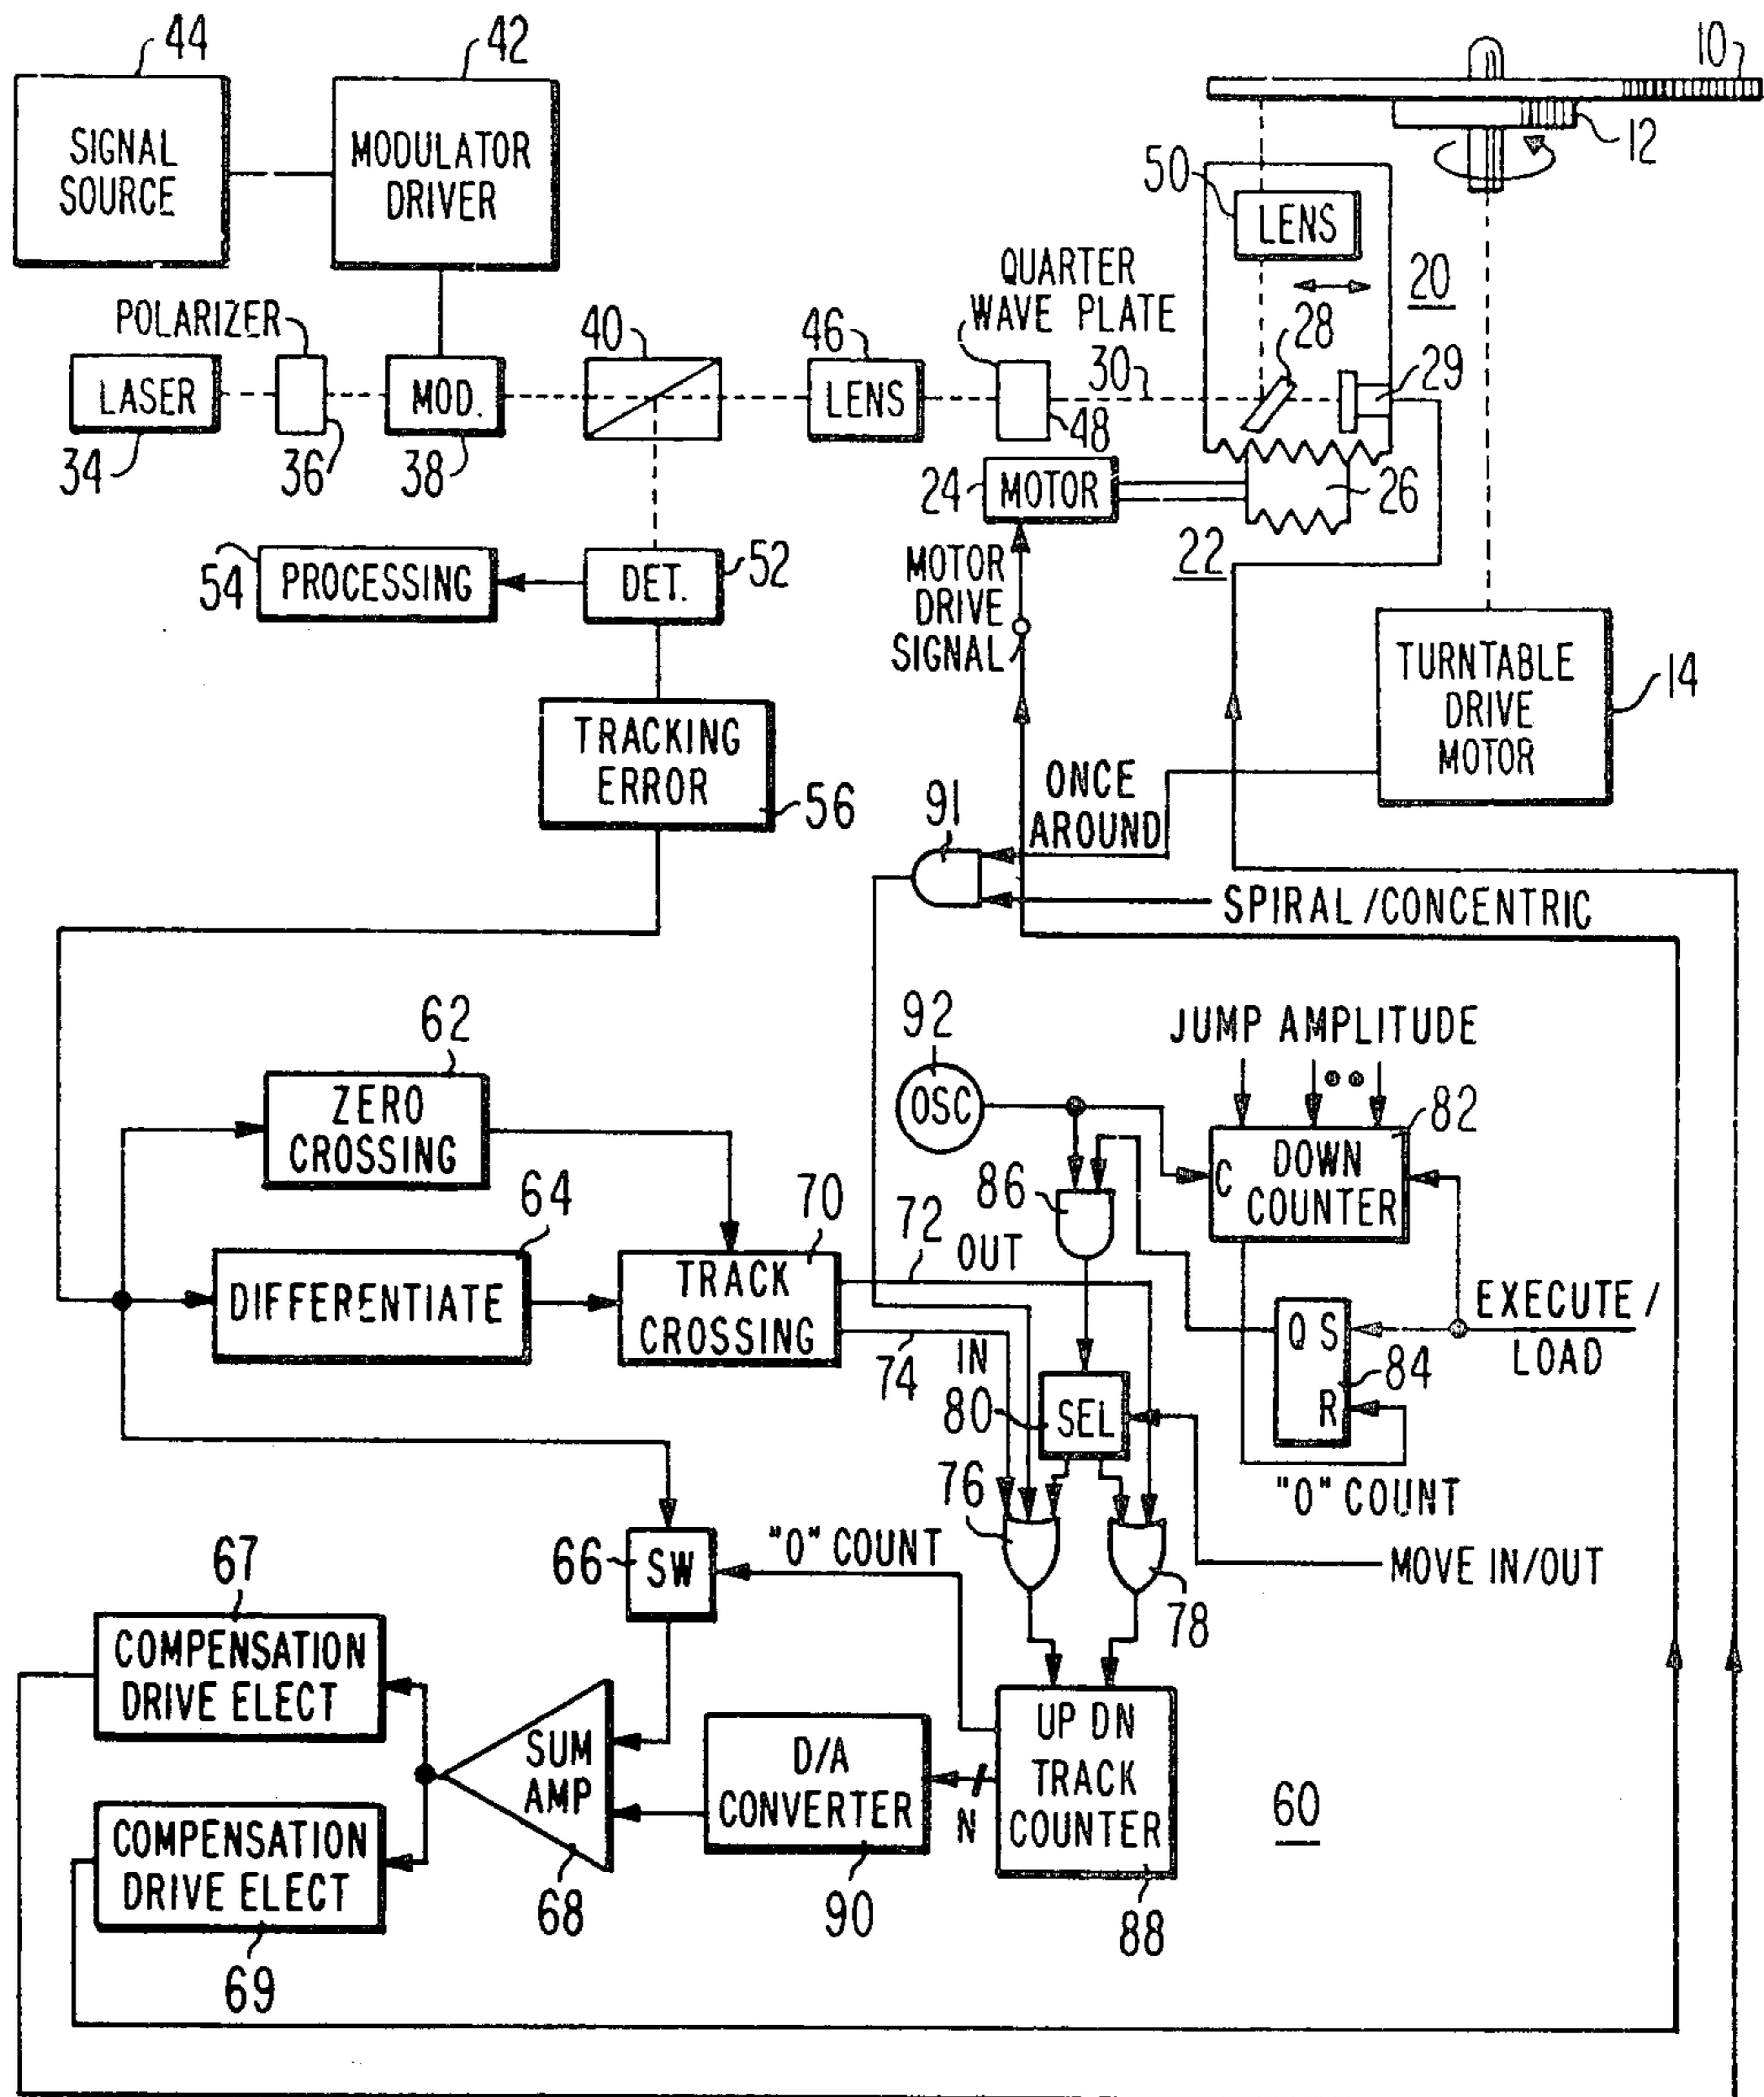 44
42
10
SIGNAL
SOURCE
MODULATOR
DRIVER
12
50
LENS
QUARTER
WAVE PLATE
20
POLARIZER
40
46
28
29
LASER
MOD.
LENS
30
34
36
38
48
24
MOTOR
26
22
54
PROCESSING
DET.
52
MOTOR
DRIVE
SIGNAL
TURNTABLE
DRIVE
MOTOR
14
TRACKING
ERROR
56
ONCE
AROUND
91
SPIRAL/CONCENTRIC
62
92
JUMP AMPLITUDE
ZERO
CROSSING
OSC
82
C
DOWN
COUNTER
64
70
72
OUT
86
DIFFERENTIATE
TRACK
CROSSING
Q S
R
84
EXECUTE/
LOAD
74
IN
80
SEL
"O" COUNT
76
MOVE IN/OUT
67
66
SW
"O" COUNT
78
COMPENSATION
DRIVE ELECT
SUM
AMP
D/A
CONVERTER
N
UP DN
TRACK
COUNTER
60
COMPENSATION
DRIVE ELECT
68
90
88
69